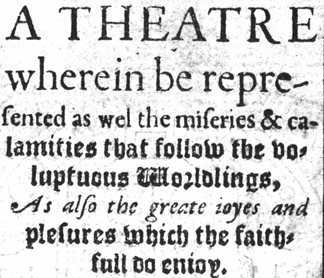 A THEATRE
wherein be repre-
sented as wel the miseries & ca-
lamities that follow the vo-
luptuous Worldlings,
As also the greate ioyes and
plesures which the faith-
full do enioy.